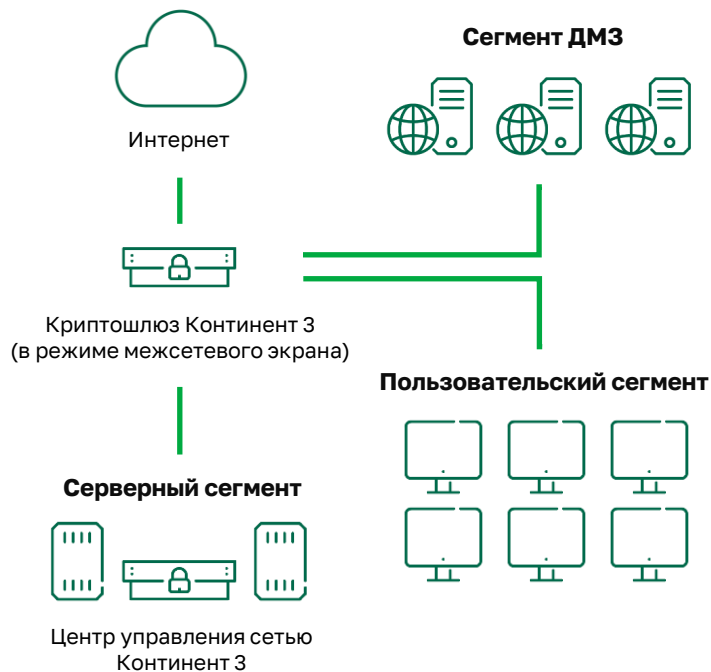 Сегмент ДМЗ
Интернет
Криптошлюз Континент 3
(в режиме межсетевого экрана)
Пользовательский сегмент
Серверный сегмент
Центр управления сетью
Континент 3